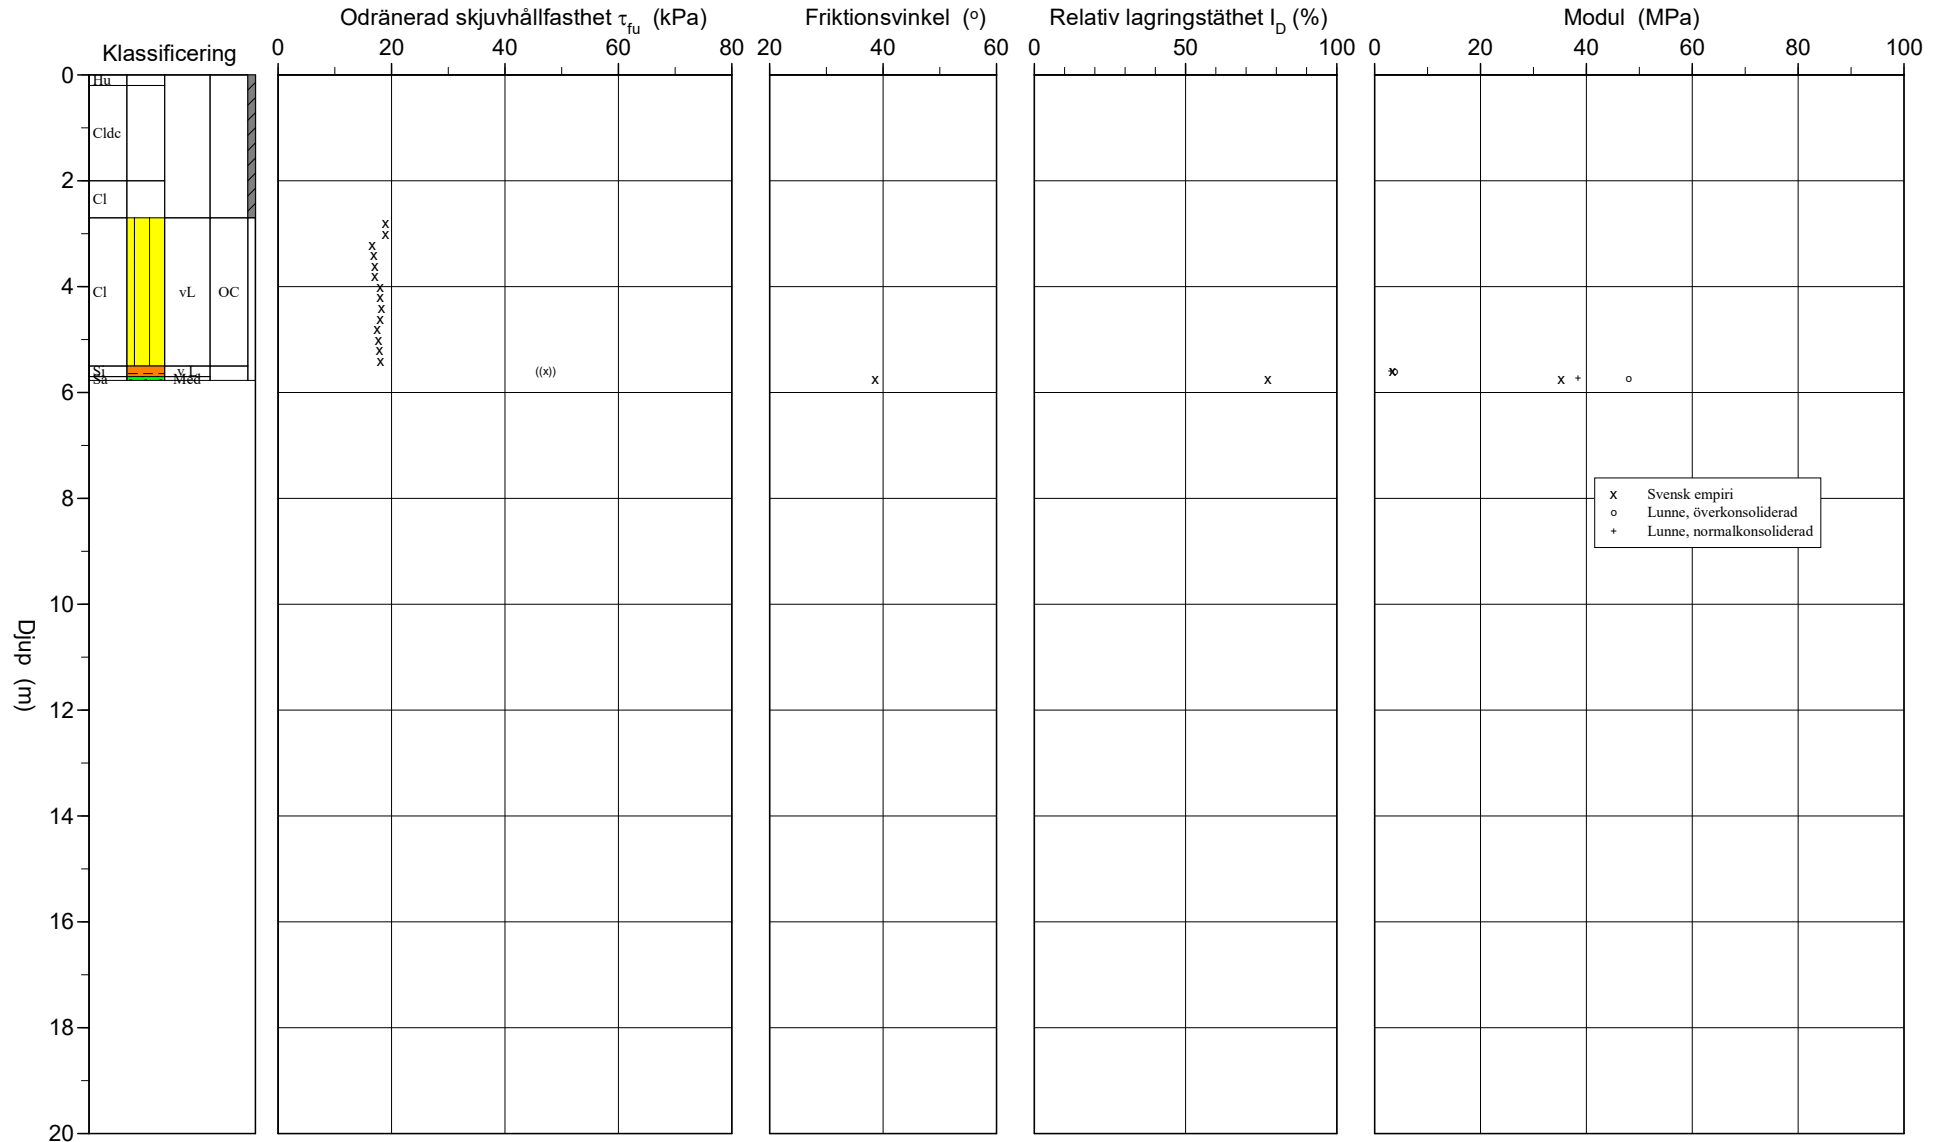 Odränerad skjuvhållfasthet τfu (kPa)
Friktionsvinkel (o)
Relativ lagringstäthet ID (%)
Modul (MPa)
Klassificering
0 20 40 60 80
20 40 60
0 50 100
0 20 40 60 80 100
0
Hu
Cldc
2
Cl
4
Cl vL OC
Si v L
Sa Med
((x))
6
8
x Svensk empiri
o Lunne, överkonsoliderad
+ Lunne, normalkonsoliderad
10
Djup (m)
12
14
16
18
20